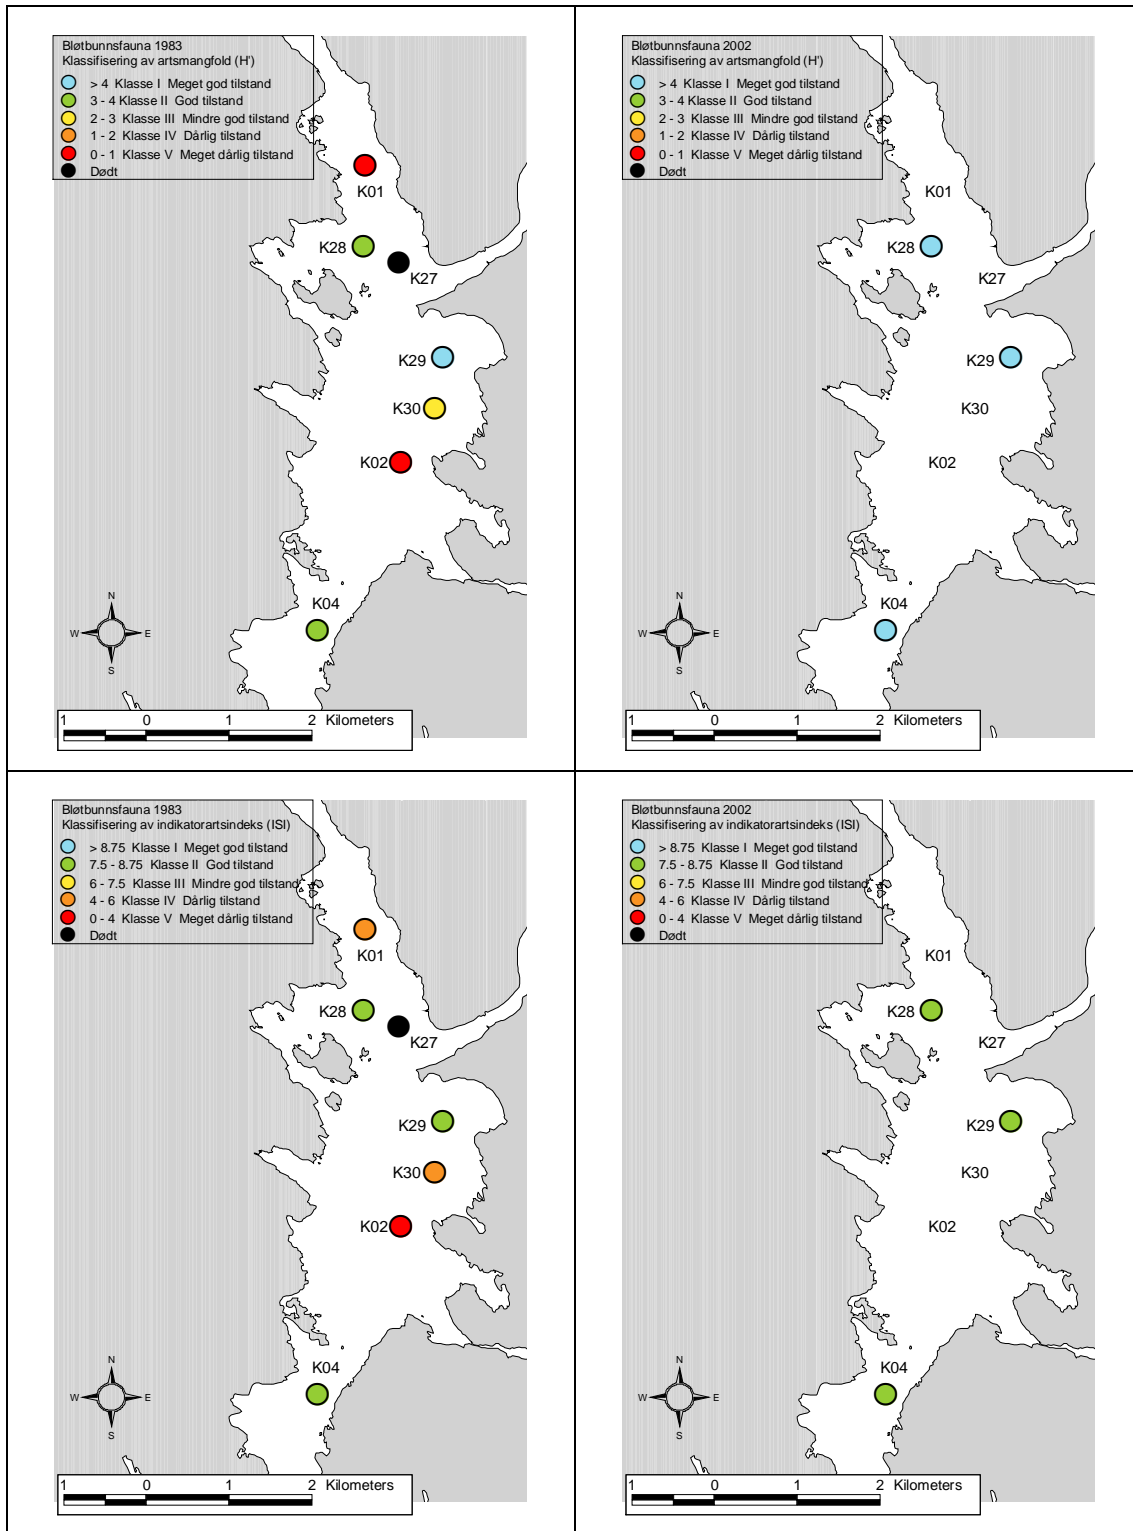 Bløtbunnsfauna 1983
Klassifisering av artsmangfold (H')
> 4 Klasse I Meget god tilstand
3 - 4 Klasse II God tilstand
2 - 3 Klasse III Mindre god tilstand
1 - 2 Klasse IV Dårlig tilstand
0 - 1 Klasse V Meget dårlig tilstand
Dødt
K01
K28
K27
K29
K30
K02
K04
N
W E
S
1 0 1 2 Kilometers
Bløtbunnsfauna 2002
Klassifisering av artsmangfold (H')
> 4 Klasse I Meget god tilstand
3 - 4 Klasse II God tilstand
2 - 3 Klasse III Mindre god tilstand
1 - 2 Klasse IV Dårlig tilstand
0 - 1 Klasse V Meget dårlig tilstand
Dødt
K01
K28
K27
K29
K30
K02
K04
N
W E
S
1 0 1 2 Kilometers
Bløtbunnsfauna 1983
Klassifisering av indikatorartsindeks (ISI)
> 8.75 Klasse I Meget god tilstand
7.5 - 8.75 Klasse II God tilstand
6 - 7.5 Klasse III Mindre god tilstand
4 - 6 Klasse IV Dårlig tilstand
0 - 4 Klasse V Meget dårlig tilstand
Dødt
K01
K28
K27
K29
K30
K02
K04
N
W E
S
1 0 1 2 Kilometers
Bløtbunnsfauna 2002
Klassifisering av indikatorartsindeks (ISI)
> 8.75 Klasse I Meget god tilstand
7.5 - 8.75 Klasse II God tilstand
6 - 7.5 Klasse III Mindre god tilstand
4 - 6 Klasse IV Dårlig tilstand
0 - 4 Klasse V Meget dårlig tilstand
Dødt
K01
K28
K27
K29
K30
K02
K04
N
W E
S
1 0 1 2 Kilometers